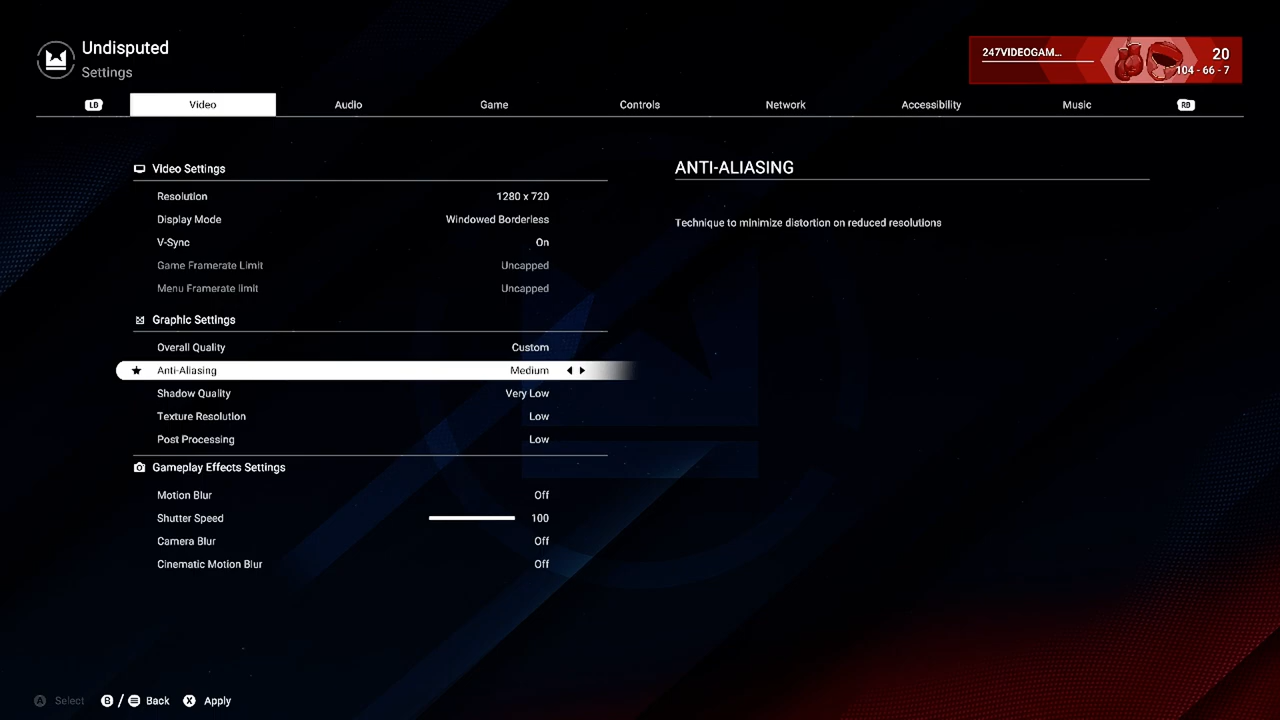 Undisputed
Settings
247VIDEOGAM...
20
104 - 66 - 7
LB Video Audio Game Controls Network Accessibility Music RB
Video Settings
Resolution 1280 x 720
Display Mode Windowed Borderless
V-Sync On
Game Framerate Limit Uncapped
Menu Framerate limit Uncapped
Graphic Settings
Overall Quality Custom
Anti-Aliasing Medium
Shadow Quality Very Low
Texture Resolution Low
Post Processing Low
Gameplay Effects Settings
Motion Blur Off
Shutter Speed 100
Camera Blur Off
Cinematic Motion Blur Off
ANTI-ALIASING
Technique to minimize distortion on reduced resolutions
A Select B / Back X Apply